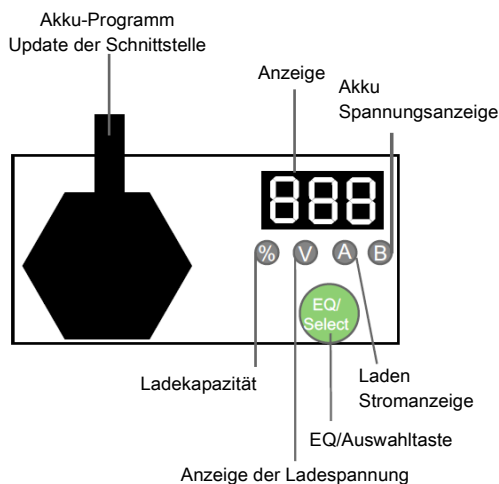 Akku-Programm
Update der Schnittstelle
Anzeige
Akku
Spannungsanzeige
888
% V A B
EQ/
Select
Ladekapazität
Laden
Stromanzeige
EQ/Auswahltaste
Anzeige der Ladespannung